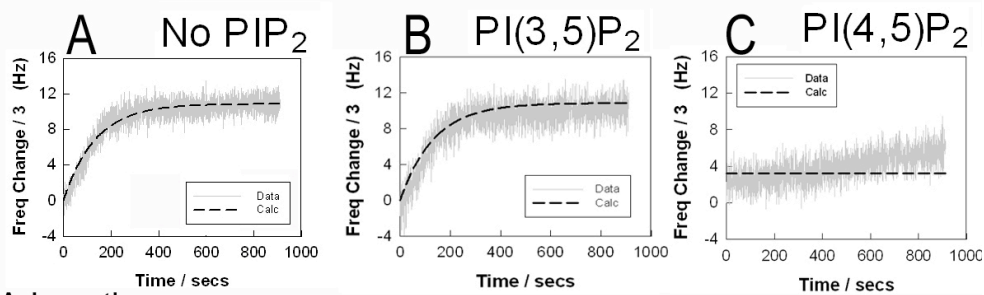 A No PIP₂
Freq Change / 3 (Hz)
16
12
8
4
0
-4
Data
Calc
0 200 400 600 800 1000
Time / secs
B PI(3,5)P₂
Freq Change / 3 (Hz)
16
12
8
4
0
-4
Data
Calc
0 200 400 600 800 1000
Time / secs
C PI(4,5)P₂
Freq Change / 3 (Hz)
16
12
8
4
0
-4
Data
Calc
0 200 400 600 800 1000
Time / secs